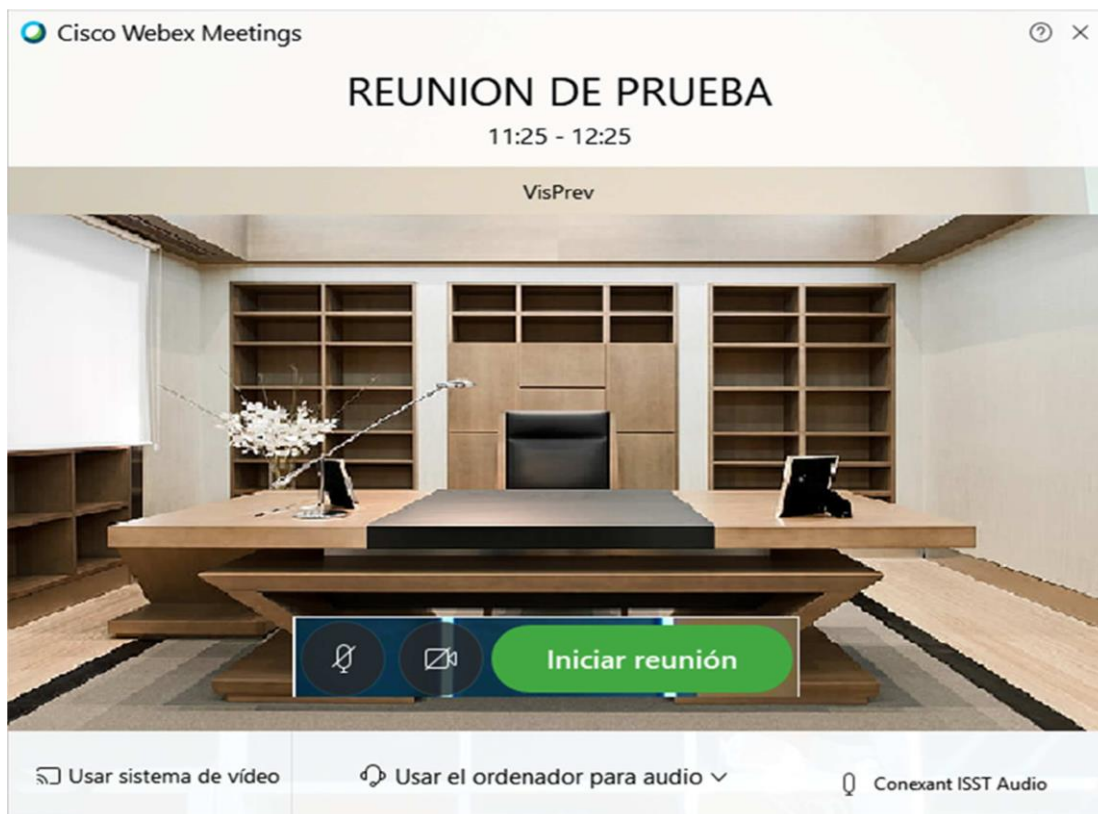 Cisco Webex Meetings
REUNION DE PRUEBA
11:25 - 12:25
VisPrev
Iniciar reunión
Usar sistema de vídeo
Usar el ordenador para audio
Conexant ISST Audio